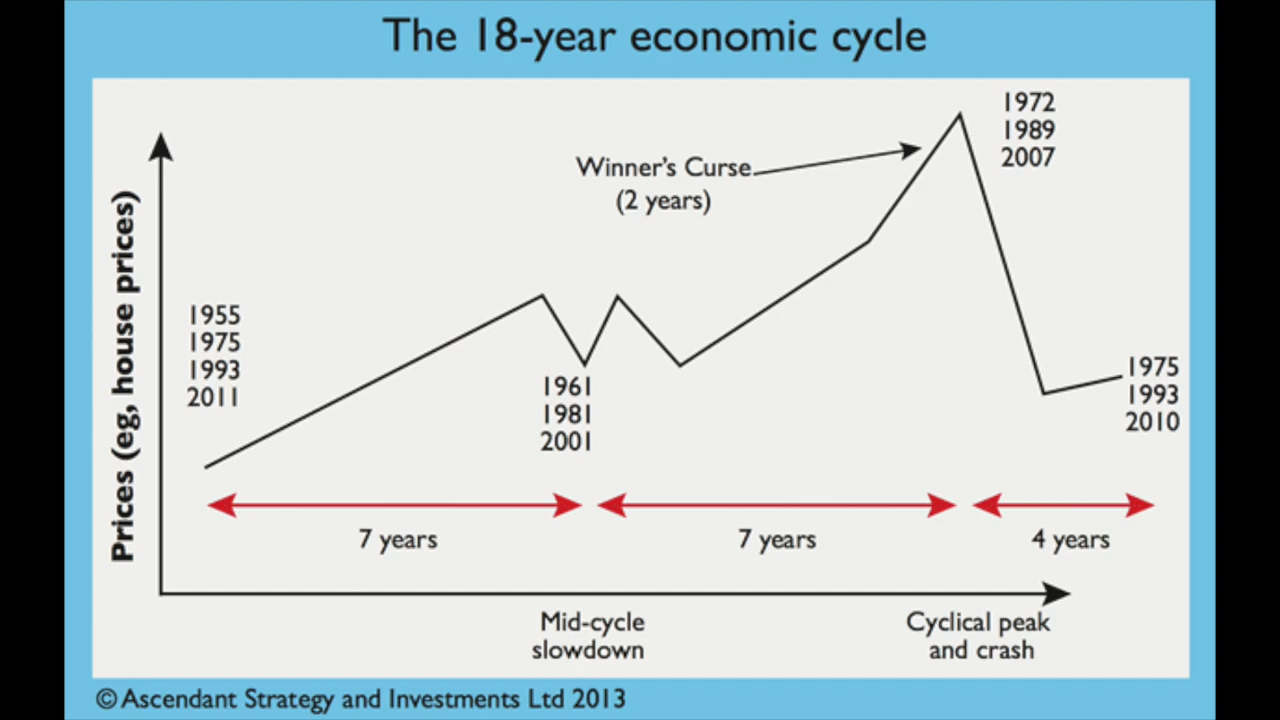 The 18-year economic cycle
1972
1989
2007
Winner's Curse
(2 years)
Prices (eg, house prices)
1955
1975
1993
2011
1961
1981
2001
1975
1993
2010
7 years
7 years
4 years
Mid-cycle
slowdown
Cyclical peak
and crash
© Ascendant Strategy and Investments Ltd 2013